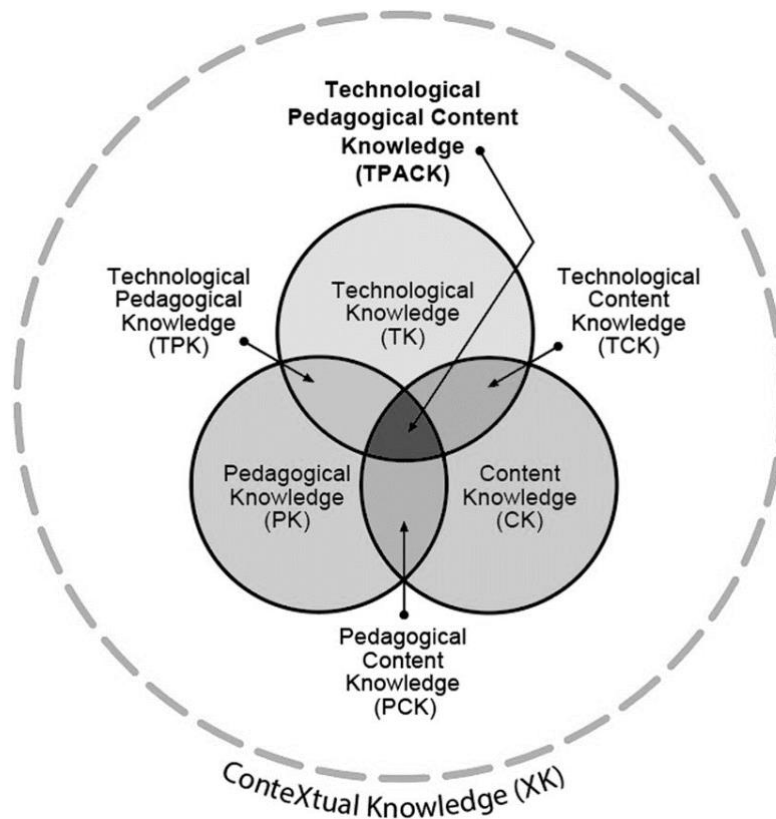 Technological
Pedagogical Content
Knowledge
(TPACK)
Technological
Pedagogical
Knowledge
(TPK)
Technological
Knowledge
(TK)
Technological
Content
Knowledge
(TCK)
Pedagogical
Knowledge
(PK)
Content
Knowledge
(CK)
Pedagogical
Content
Knowledge
(PCK)
ConteXtual Knowledge (XK)